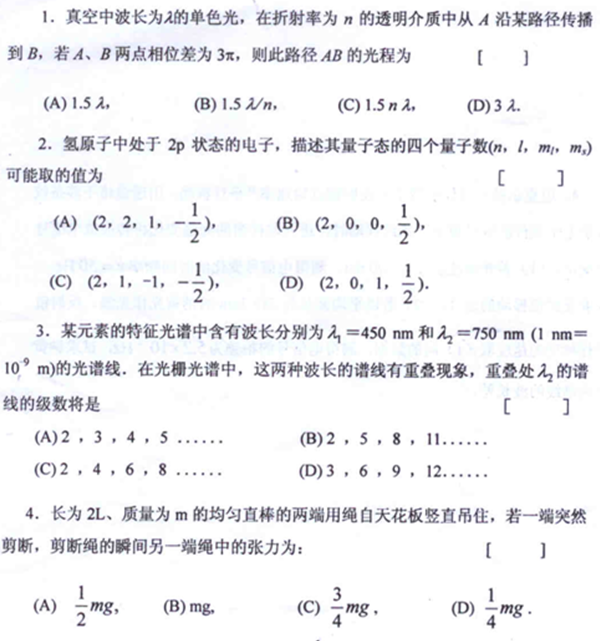 1．真空中波长为λ的单色光，在折射率为 n 的透明介质中从 A 沿某路径传播
到 B，若 A、B 两点相位差为 3π，则此路径 AB 的光程为 [ ]
(A) 1.5 λ， (B) 1.5 λ/n， (C) 1.5 n λ， (D) 3 λ．
2．氢原子中处于 2p 状态的电子，描述其量子态的四个量子数(n，l，mₗ，mₛ)
可能取的值为 [ ]
(A) (2，2，1，-1/2)， (B) (2，0，0，1/2)，
(C) (2，1，-1，-1/2)， (D) (2，0，1，1/2)．
3．某元素的特征光谱中含有波长分别为 λ₁＝450 nm 和 λ₂＝750 nm (1 nm＝
10⁻⁹ m)的光谱线．在光栅光谱中，这两种波长的谱线有重叠现象，重叠处 λ₂ 的谱
线的级数将是 [ ]
(A) 2 ，3 ，4 ，5 ...... (B) 2 ，5 ，8 ，11......
(C) 2 ，4 ，6 ，8 ...... (D) 3 ，6 ，9 ，12......
4．长为 2L、质量为 m 的均匀直棒的两端用绳自天花板竖直吊住，若一端突然
剪断，剪断绳的瞬间另一端绳中的张力为： [ ]
(A) 1/2 mg， (B) mg， (C) 3/4 mg， (D) 1/4 mg．